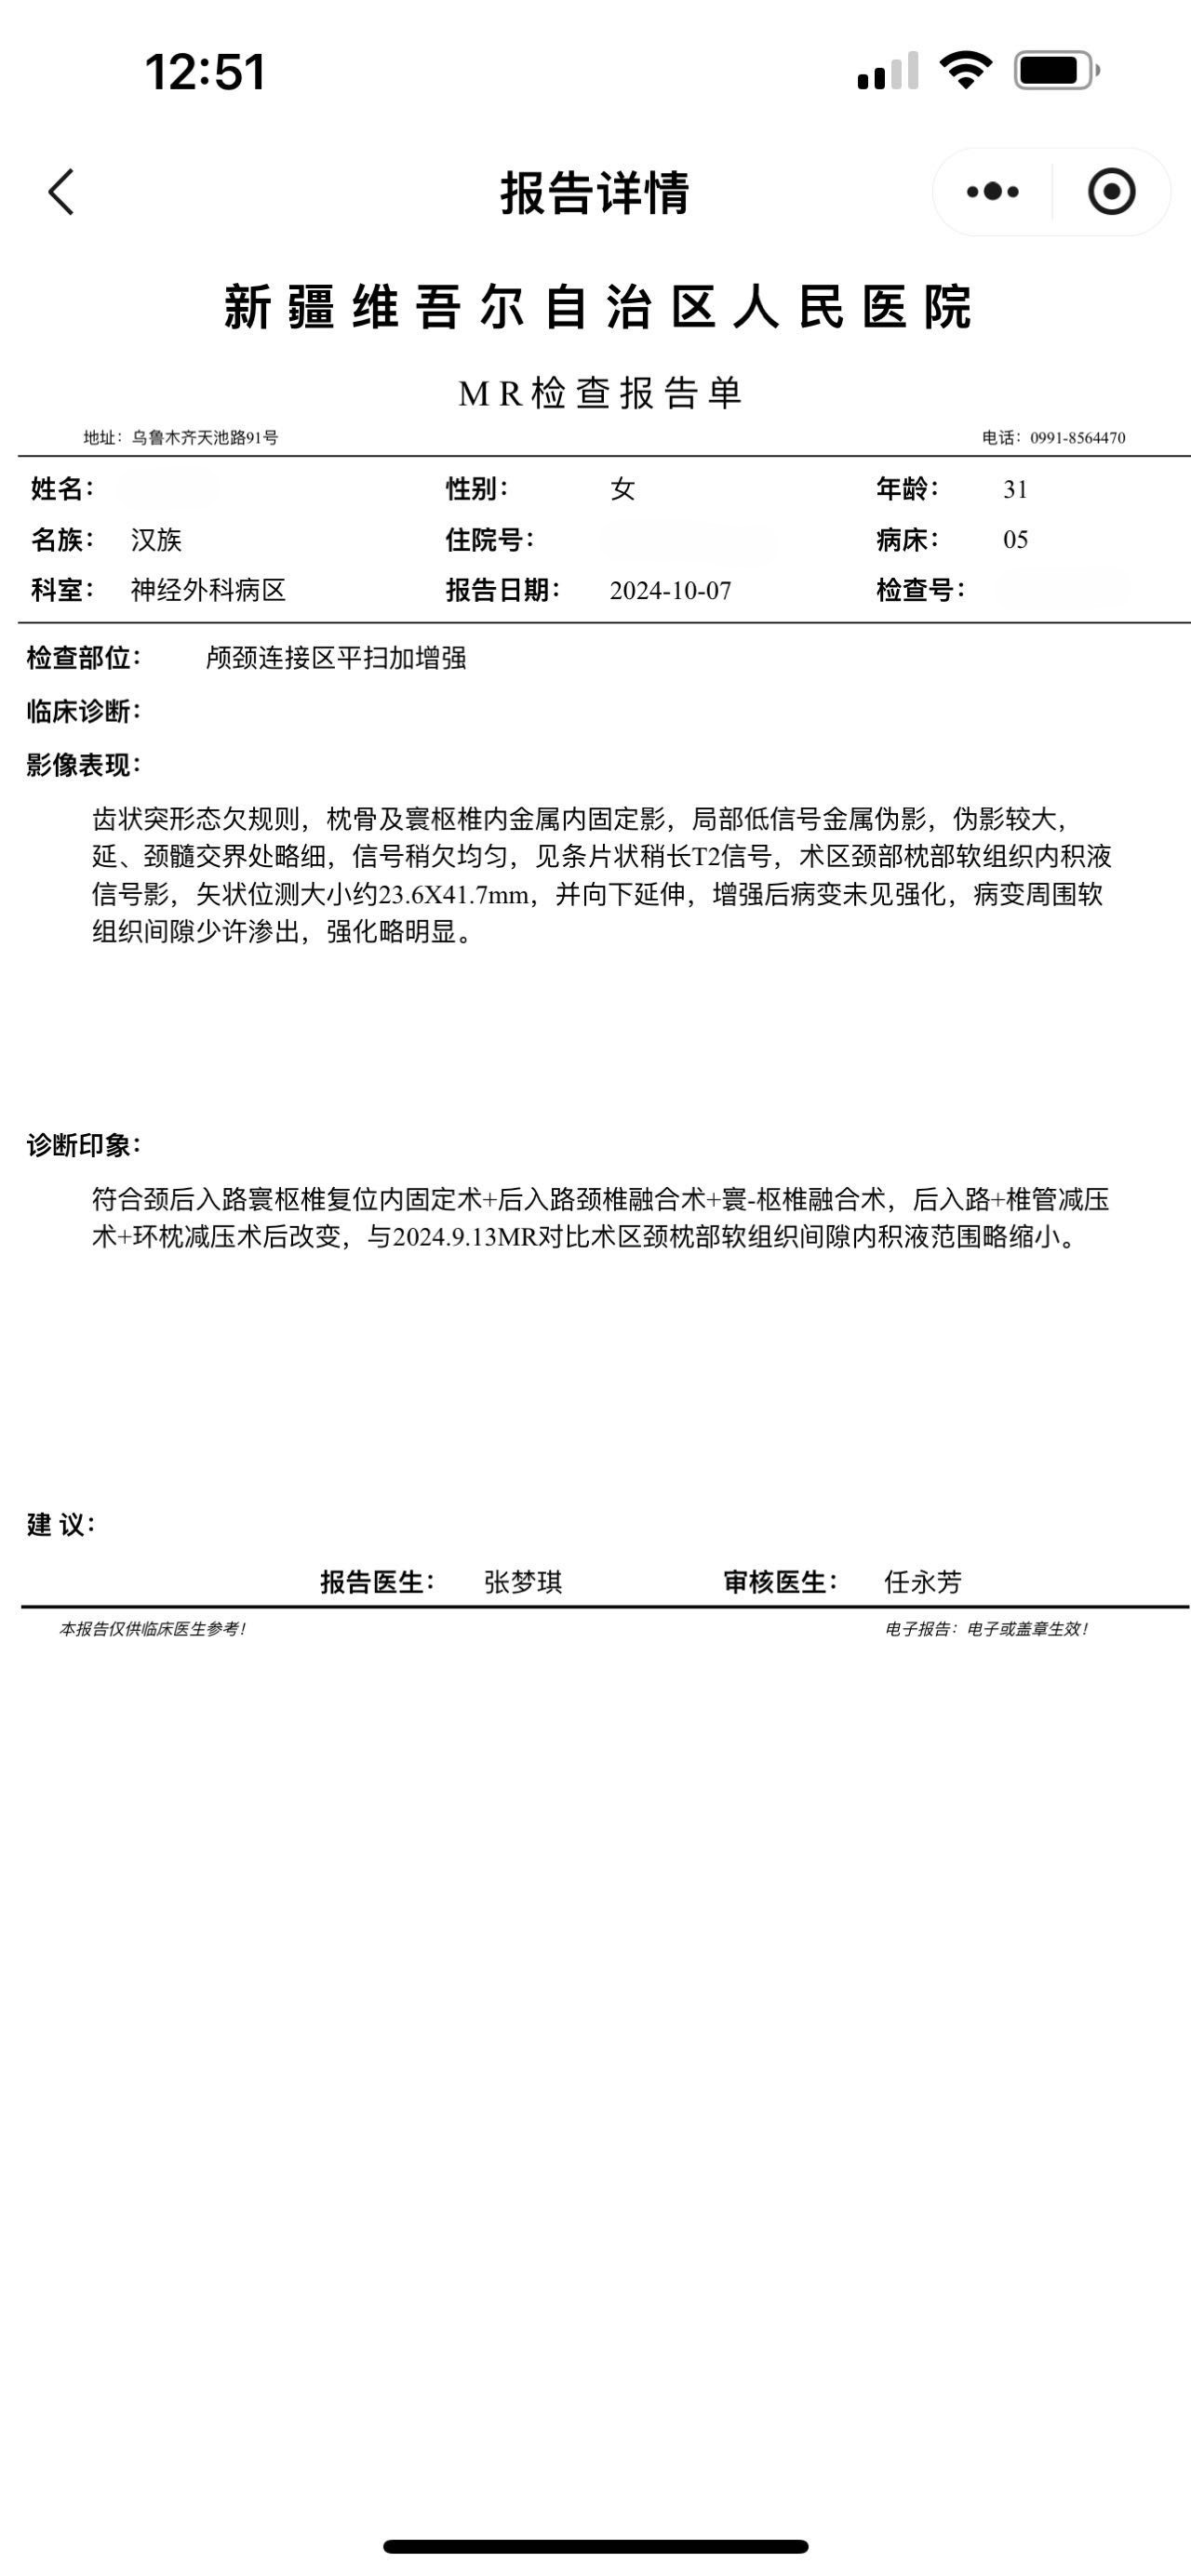 12:51
报告详情
新疆维吾尔自治区人民医院
MR检查报告单
地址：乌鲁木齐天池路91号 电话：0991-8564470
姓名： 性别： 女 年龄： 31
名族： 汉族 住院号： 病床： 05
科室： 神经外科病区 报告日期： 2024-10-07 检查号：
检查部位： 颅颈连接区平扫加增强
临床诊断：
影像表现：
齿状突形态欠规则，枕骨及寰枢椎内金属内固定影，局部低信号金属伪影，伪影较大，
延、颈髓交界处略细，信号稍欠均匀，见条片状稍长T2信号，术区颈部枕部软组织内积液
信号影，矢状位测大小约23.6X41.7mm，并向下延伸，增强后病变未见强化，病变周围软
组织间隙少许渗出，强化略明显。
诊断印象：
符合颈后入路寰枢椎复位内固定术+后入路颈椎融合术+寰-枢椎融合术，后入路+椎管减压
术+环枕减压术后改变，与2024.9.13MR对比术区颈枕部软组织间隙内积液范围略缩小。
建 议：
报告医生： 张梦琪 审核医生： 任永芳
本报告仅供临床医生参考！ 电子报告：电子或盖章生效！